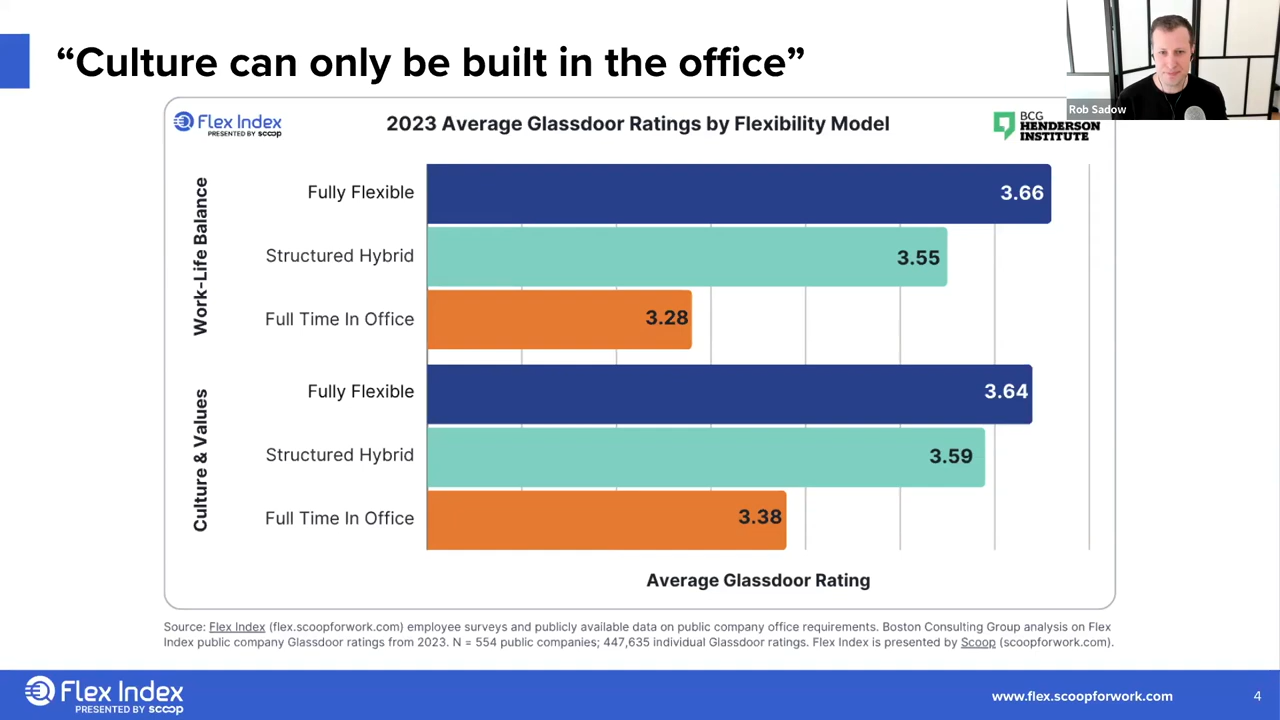 “Culture can only be built in the office”
Rob Sadow
Flex Index
PRESENTED BY scoop
2023 Average Glassdoor Ratings by Flexibility Model
BCG
HENDERSON
INSTITUTE
Work-Life Balance
Fully Flexible
3.66
Structured Hybrid
3.55
Full Time In Office
3.28
Culture & Values
Fully Flexible
3.64
Structured Hybrid
3.59
Full Time In Office
3.38
Average Glassdoor Rating
Source: Flex Index (flex.scoopforwork.com) employee surveys and publicly available data on public company office requirements. Boston Consulting Group analysis on Flex
Index public company Glassdoor ratings from 2023. N = 554 public companies; 447,635 individual Glassdoor ratings. Flex Index is presented by Scoop (scoopforwork.com).
Flex Index
PRESENTED BY scoop
www.flex.scoopforwork.com
4